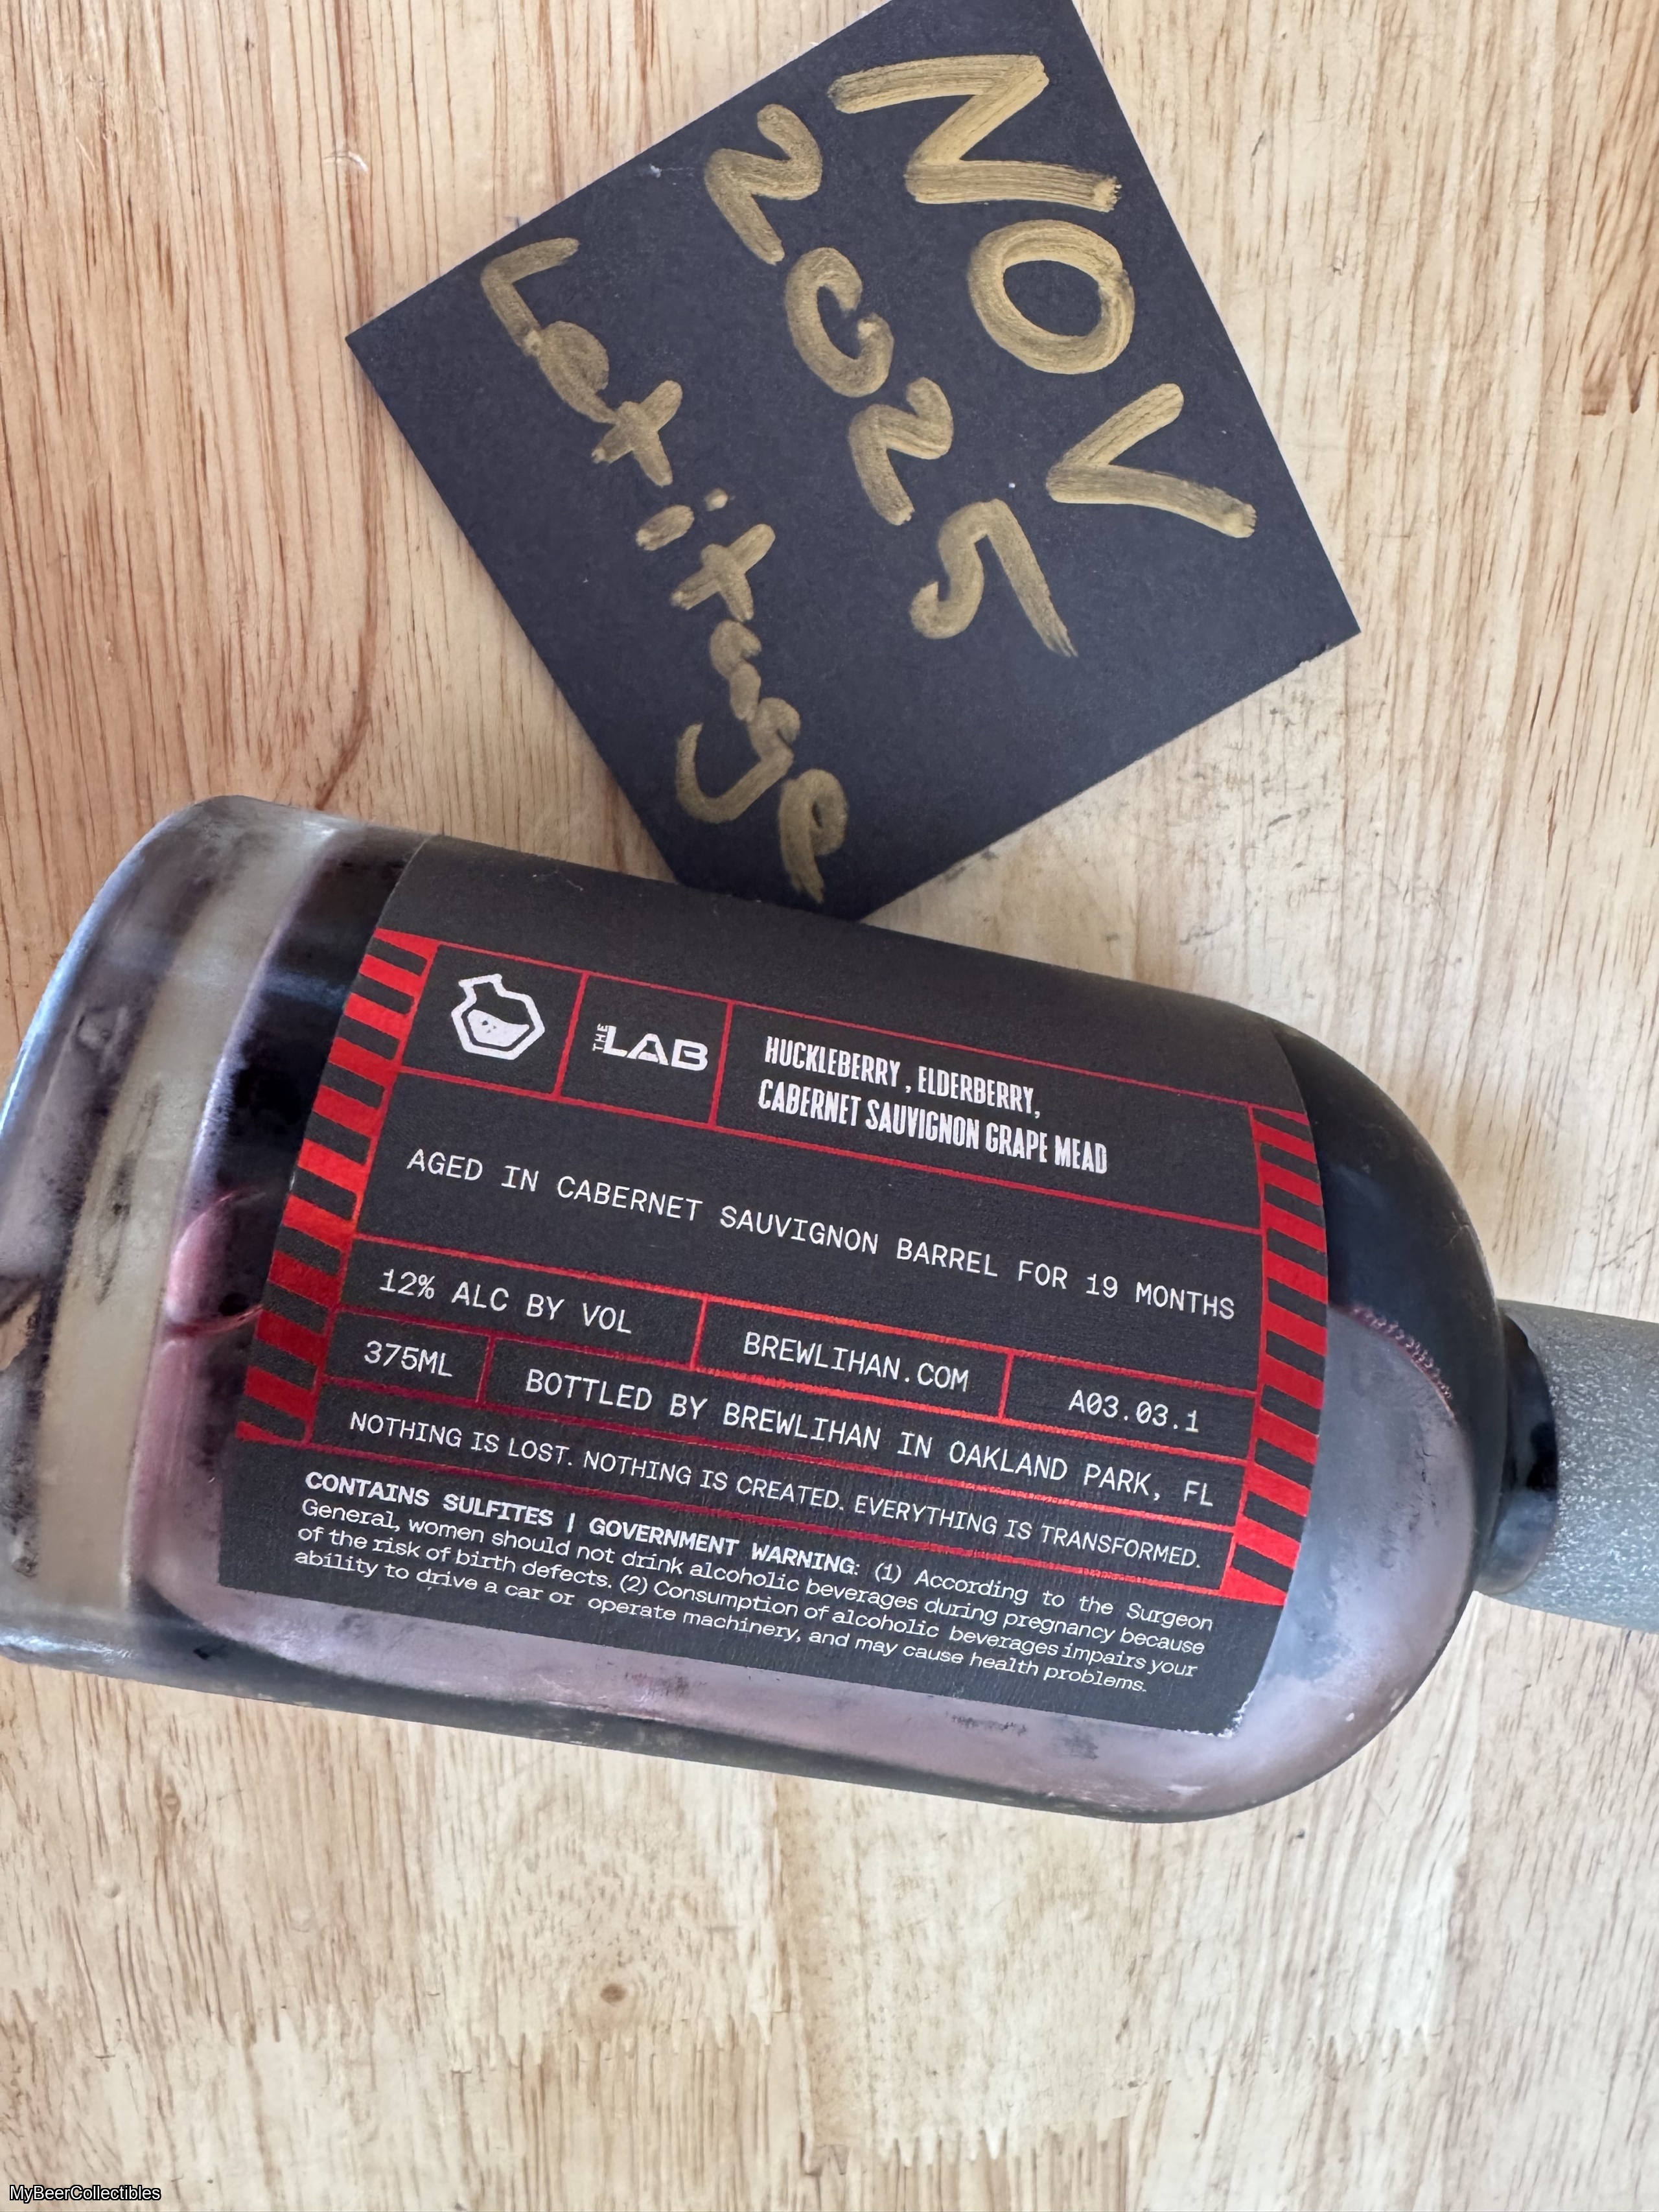 NOV
2025
Letitage
THE LAB
HUCKLEBERRY, ELDERBERRY,
CABERNET SAUVIGNON GRAPE MEAD
AGED IN CABERNET SAUVIGNON BARREL FOR 19 MONTHS
12% ALC BY VOL
BREWLIHAN.COM
A03.03.1
375ML
BOTTLED BY BREWLIHAN IN OAKLAND PARK, FL
NOTHING IS LOST. NOTHING IS CREATED. EVERYTHING IS TRANSFORMED.
CONTAINS SULFITES | GOVERNMENT WARNING: (1) According to the Surgeon
General, women should not drink alcoholic beverages during pregnancy because
of the risk of birth defects. (2) Consumption of alcoholic beverages impairs your
ability to drive a car or operate machinery, and may cause health problems.
MyBeerCollectibles